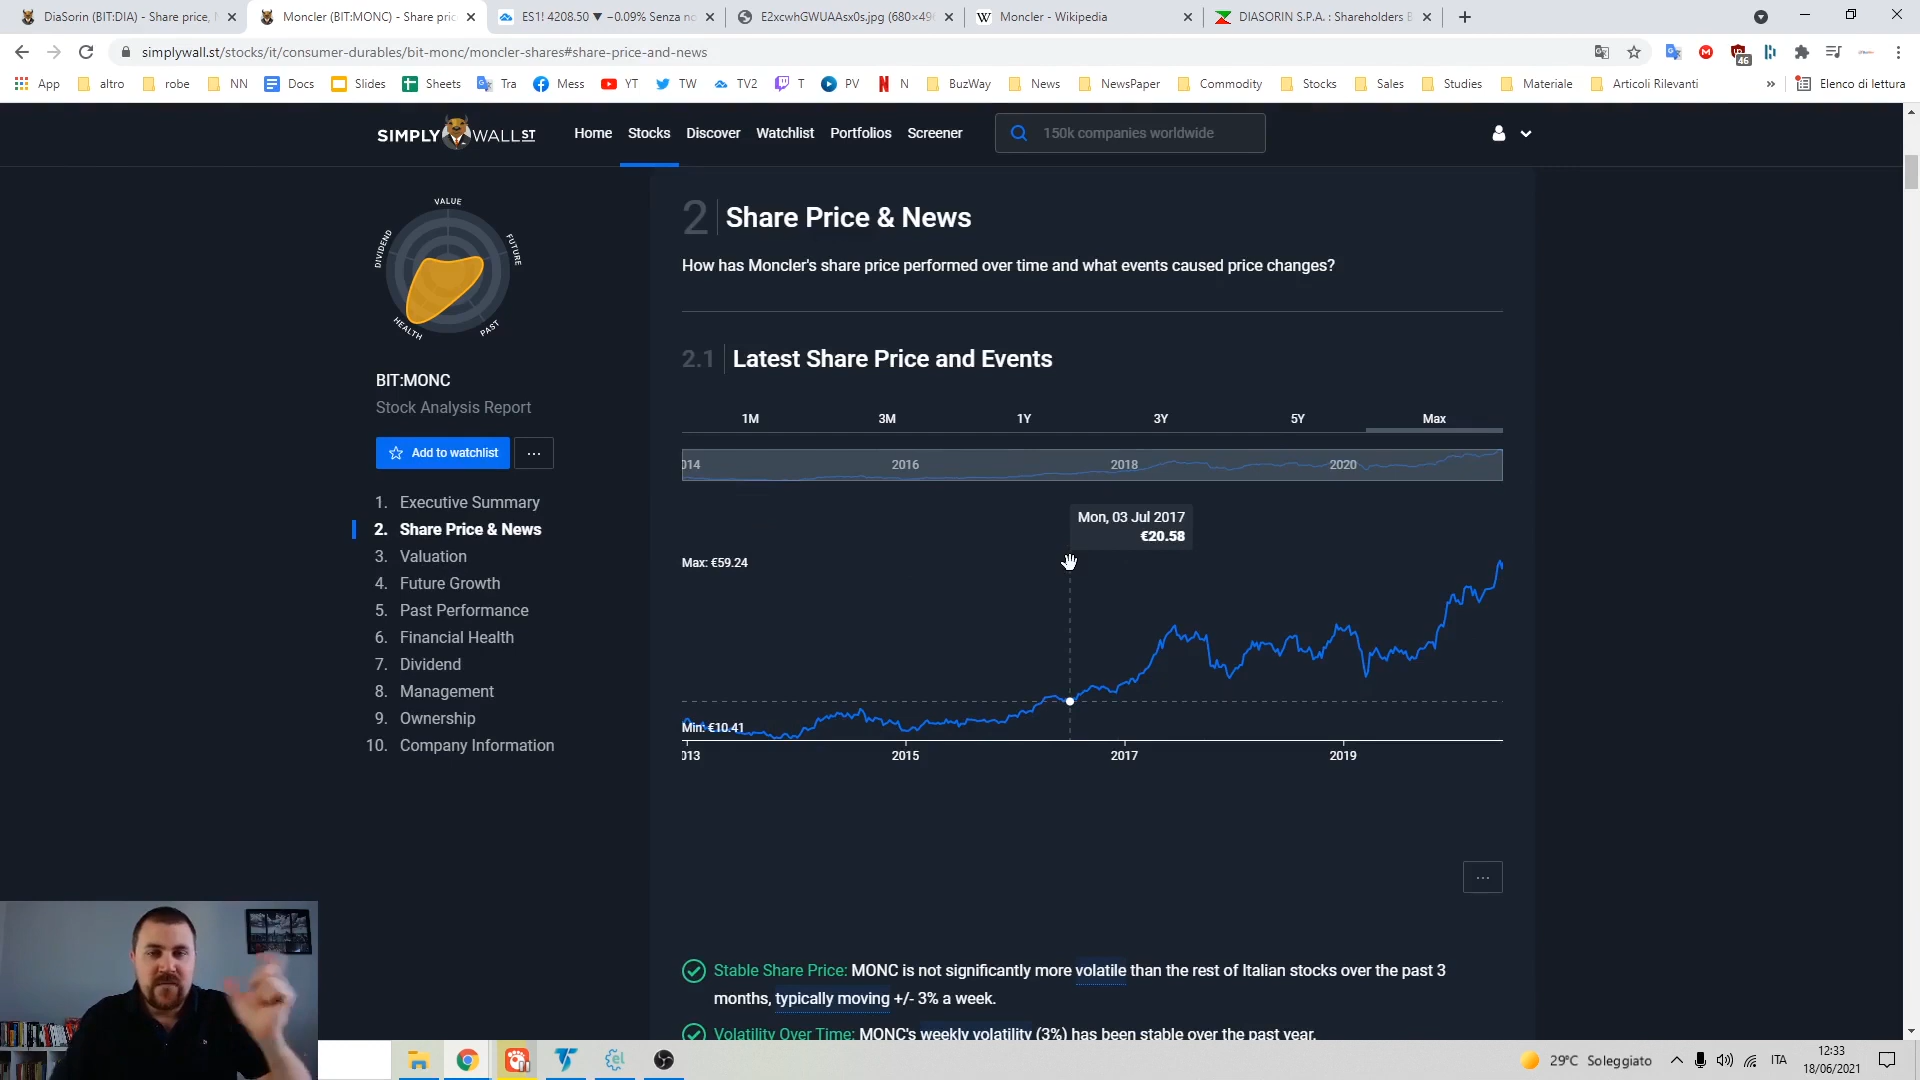 DiaSorin (BIT:DIA) - Share price,
Moncler (BIT:MONC) - Share pric
ES1! 4208.50 ▼ −0.09% Senza no
E2xcwhGWUAAsx0s.jpg (680×496
Moncler - Wikipedia
DIASORIN S.P.A. : Shareholders B
simplywall.st/stocks/it/consumer-durables/bit-monc/moncler-shares#share-price-and-news
46
App altro robe NN Docs Slides Sheets Tra Mess YT TW TV2 T PV N BuzWay News NewsPaper Commodity Stocks Sales Studies Materiale Articoli Rilevanti » Elenco di lettura
SIMPLY WALL ST
Home Stocks Discover Watchlist Portfolios Screener
150k companies worldwide
VALUE
FUTURE
PAST
HEALTH
DIVIDEND
BIT:MONC
Stock Analysis Report
Add to watchlist
...
1. Executive Summary
2. Share Price & News
3. Valuation
4. Future Growth
5. Past Performance
6. Financial Health
7. Dividend
8. Management
9. Ownership
10. Company Information
2 Share Price & News
How has Moncler's share price performed over time and what events caused price changes?
2.1 Latest Share Price and Events
1M 3M 1Y 3Y 5Y Max
014 2016 2018 2020
Mon, 03 Jul 2017
€20.58
Max: €59.24
Min: €10.41
013 2015 2017 2019
...
Stable Share Price: MONC is not significantly more volatile than the rest of Italian stocks over the past 3
months, typically moving +/- 3% a week.
Volatility Over Time: MONC's weekly volatility (3%) has been stable over the past year.
29°C Soleggiato
ITA
12:33
18/06/2021